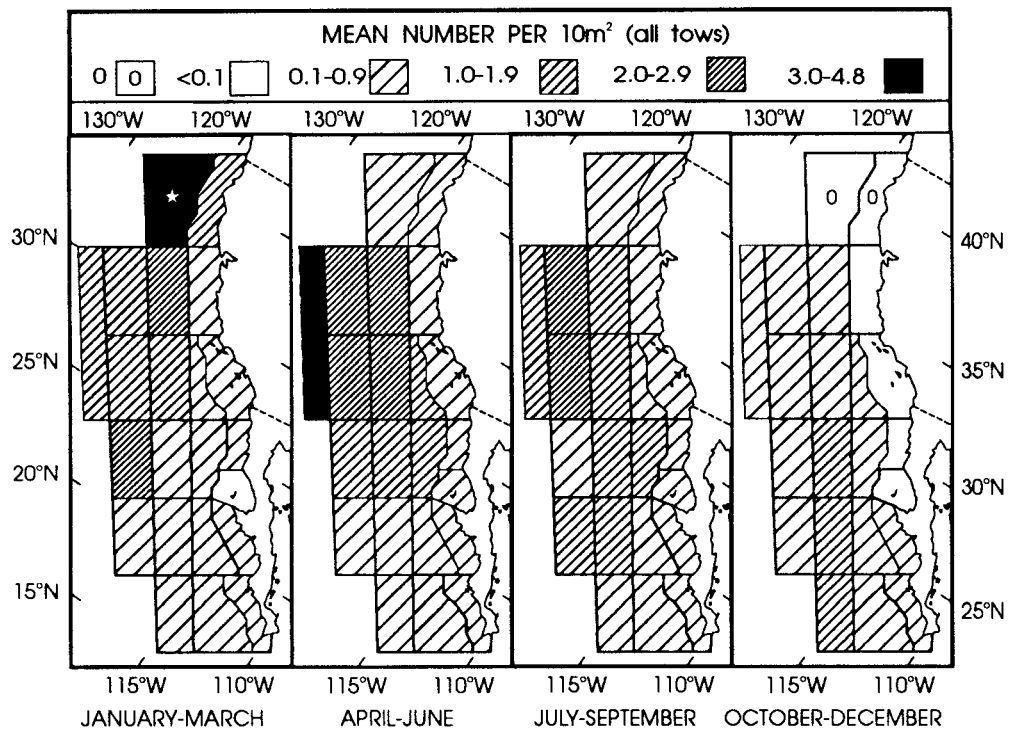 MEAN NUMBER PER 10m² (all tows)
0 0 <0.1 0.1-0.9 1.0-1.9 2.0-2.9 3.0-4.8
130°W 120°W 130°W 120°W 130°W 120°W 130°W 120°W
0 0
30°N 40°N
25°N 35°N
20°N 30°N
15°N 25°N
115°W 110°W 115°W 110°W 115°W 110°W 115°W 110°W
JANUARY-MARCH APRIL-JUNE JULY-SEPTEMBER OCTOBER-DECEMBER